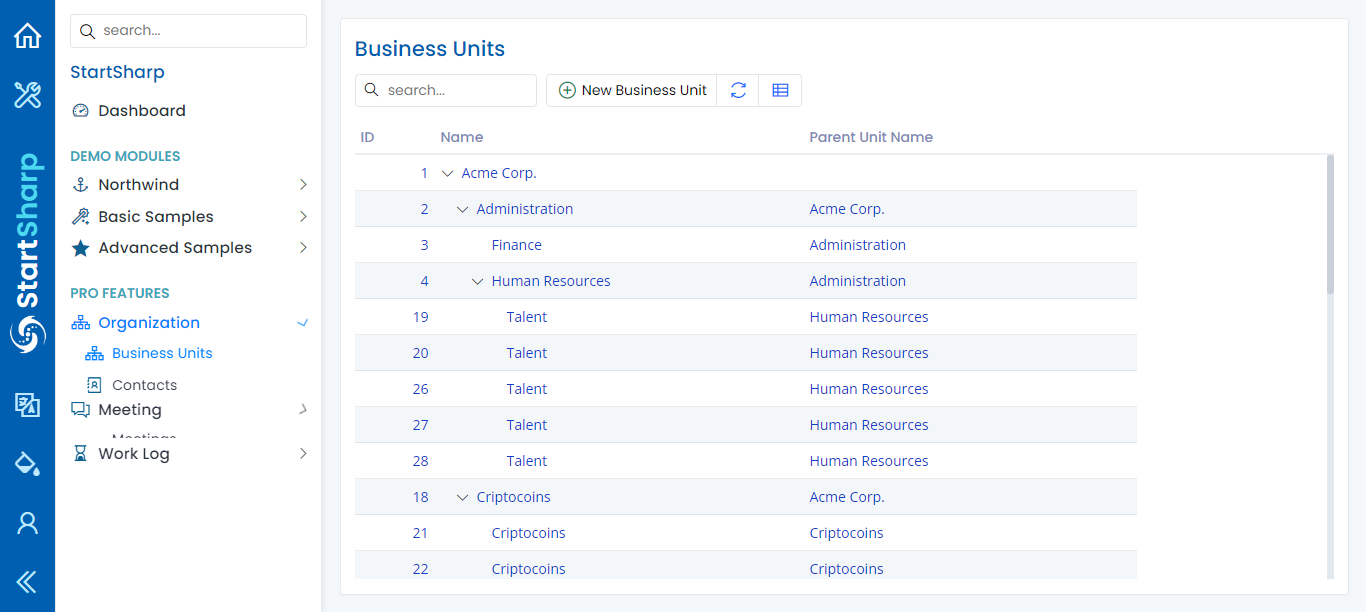 StartSharp
search...
StartSharp
Dashboard
DEMO MODULES
Northwind
Basic Samples
Advanced Samples
PRO FEATURES
Organization
Business Units
Contacts
Meeting
Meetings
Work Log
Business Units
search...
New Business Unit
ID Name Parent Unit Name
1 Acme Corp.
2 Administration Acme Corp.
3 Finance Administration
4 Human Resources Administration
19 Talent Human Resources
20 Talent Human Resources
26 Talent Human Resources
27 Talent Human Resources
28 Talent Human Resources
18 Criptocoins Acme Corp.
21 Criptocoins Criptocoins
22 Criptocoins Criptocoins